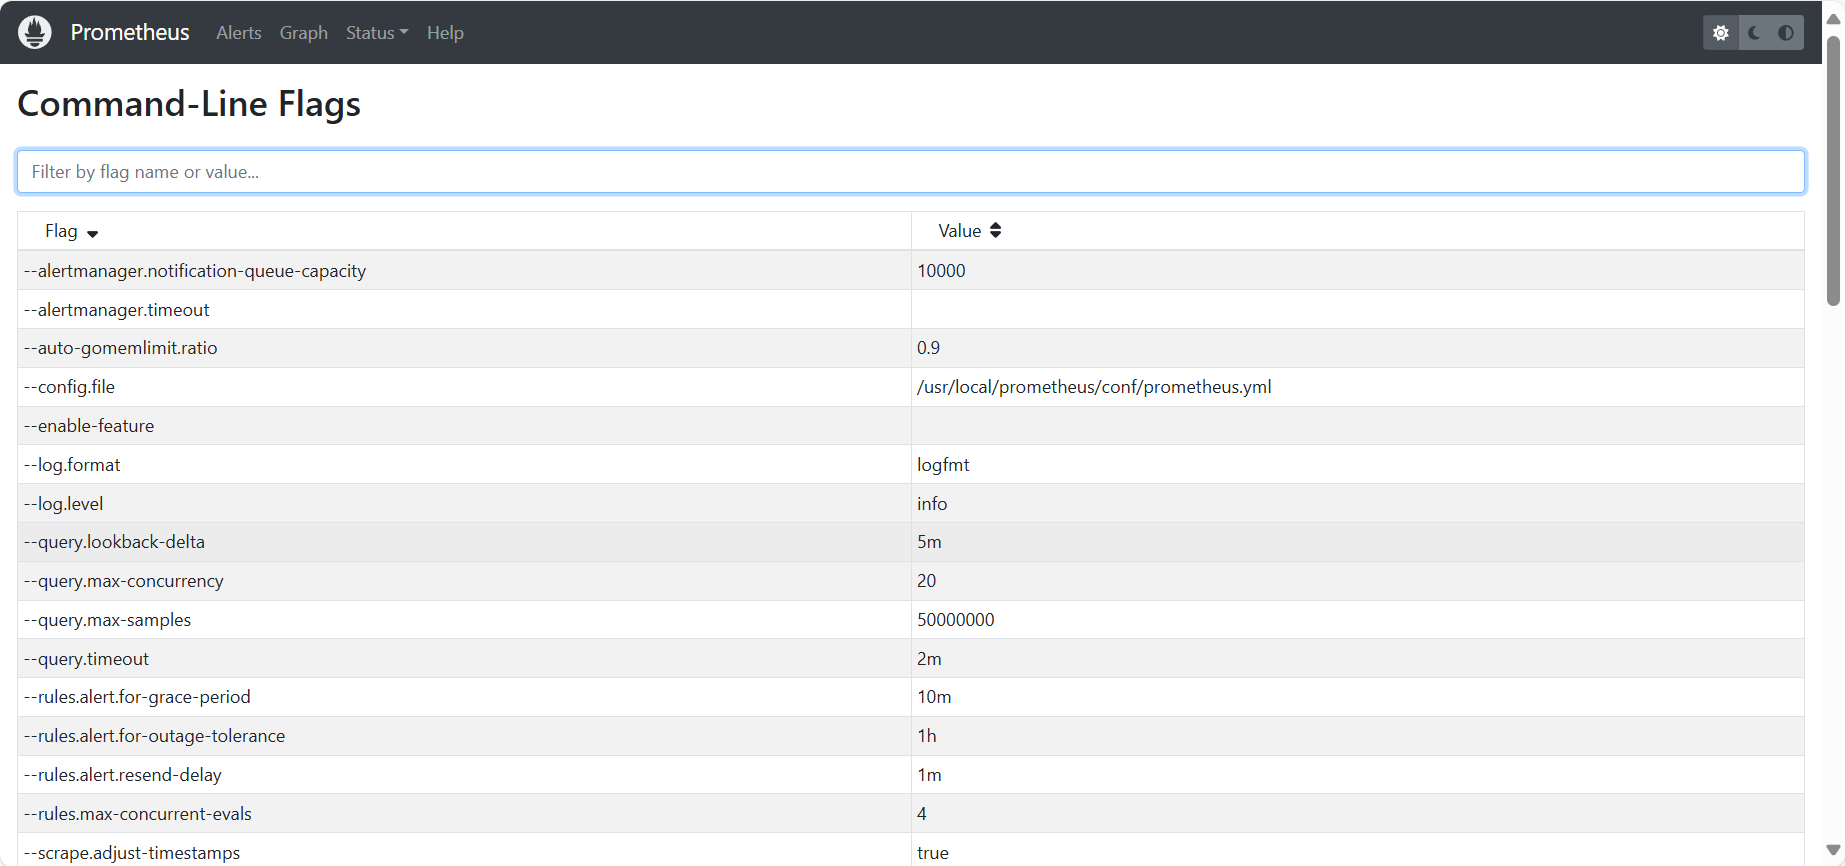 Prometheus Alerts Graph Status Help
Command-Line Flags
Filter by flag name or value...
Flag Value
--alertmanager.notification-queue-capacity 10000
--alertmanager.timeout
--auto-gomemlimit.ratio 0.9
--config.file /usr/local/prometheus/conf/prometheus.yml
--enable-feature
--log.format logfmt
--log.level info
--query.lookback-delta 5m
--query.max-concurrency 20
--query.max-samples 50000000
--query.timeout 2m
--rules.alert.for-grace-period 10m
--rules.alert.for-outage-tolerance 1h
--rules.alert.resend-delay 1m
--rules.max-concurrent-evals 4
--scrape.adjust-timestamps true